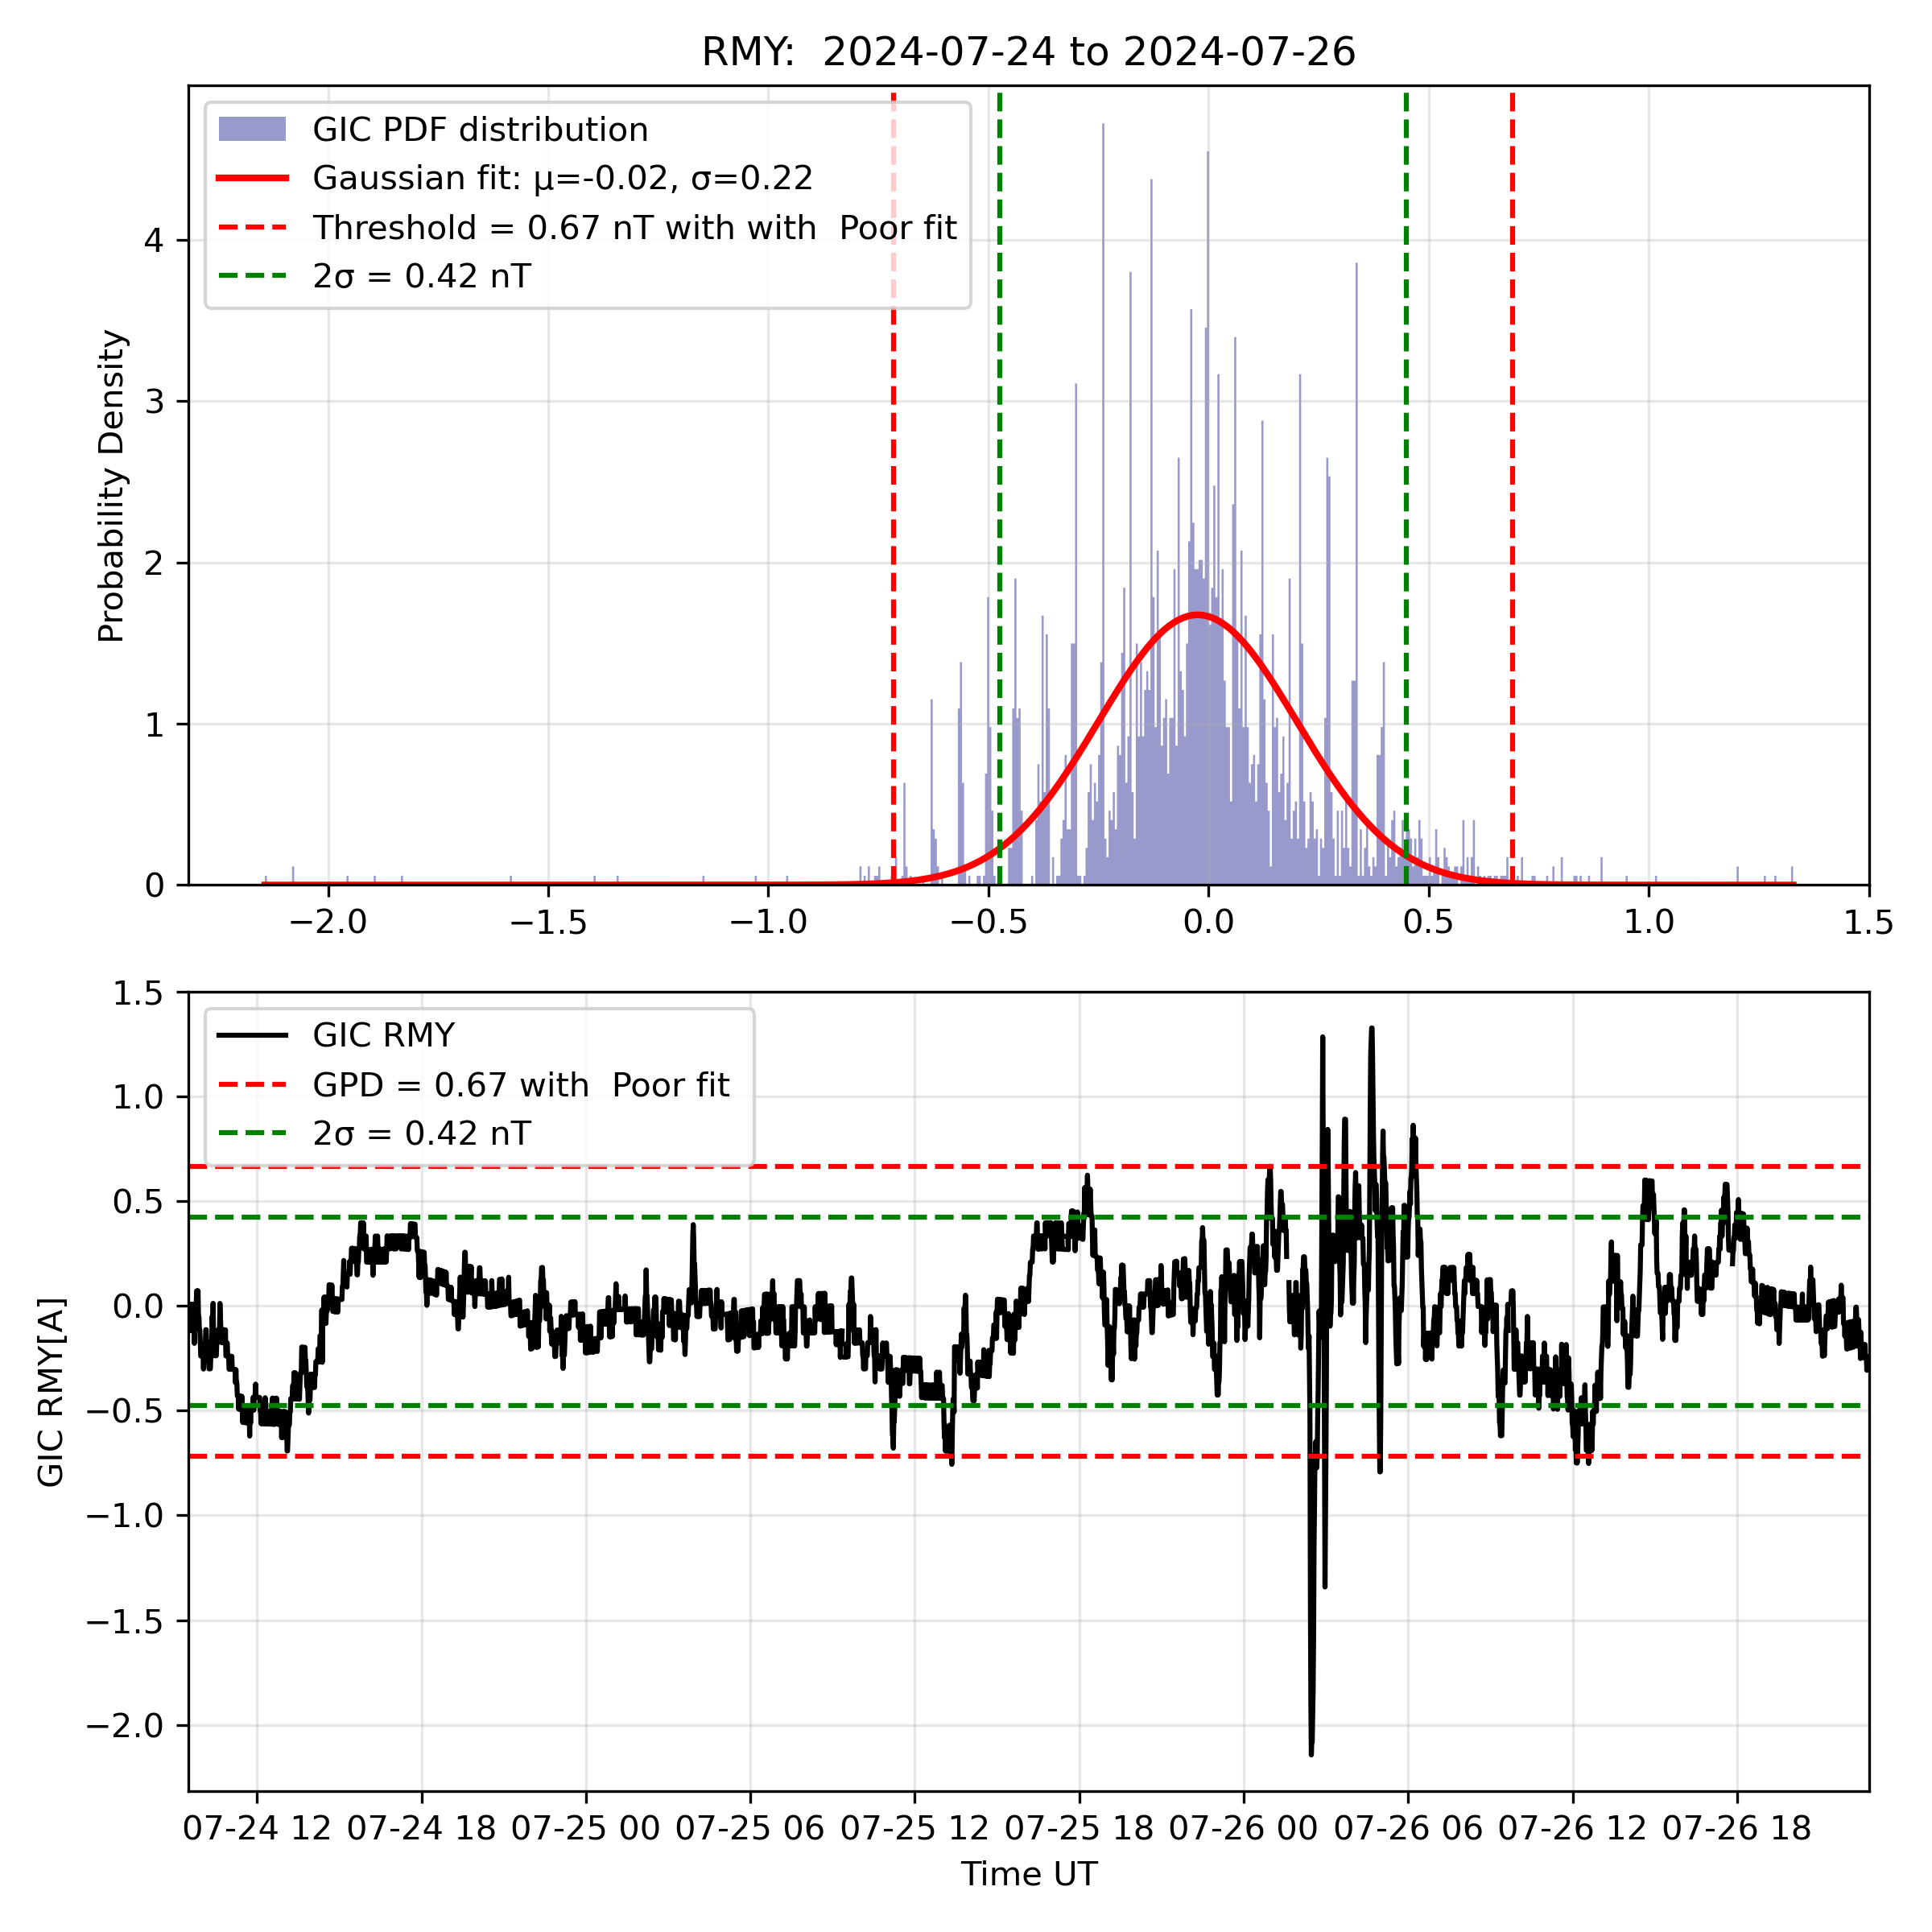 RMY:  2024-07-24 to 2024-07-26
GIC PDF distribution
Gaussian fit: μ=-0.02, σ=0.22
Threshold = 0.67 nT with with  Poor fit
2σ = 0.42 nT
Probability Density
4
3
2
1
0
−2.0 −1.5 −1.0 −0.5 0.0 0.5 1.0 1.5
GIC RMY
GPD = 0.67 with  Poor fit
2σ = 0.42 nT
GIC RMY[A]
1.5
1.0
0.5
0.0
−0.5
−1.0
−1.5
−2.0
07-24 12 07-24 18 07-25 00 07-25 06 07-25 12 07-25 18 07-26 00 07-26 06 07-26 12 07-26 18
Time UT